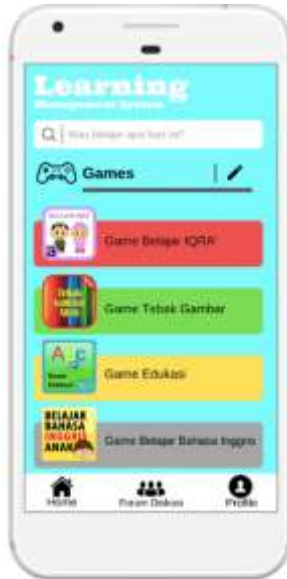 Learning
Management System
Mau belajar apa hari ini?
Games
Game Belajar IQRA'
Game Tebak Gambar
Game Edukasi
BELAJAR
BAHASA
INGGRIS
ANAK
Game Belajar Bahasa Inggris
Home
Forum Diskusi
Profile